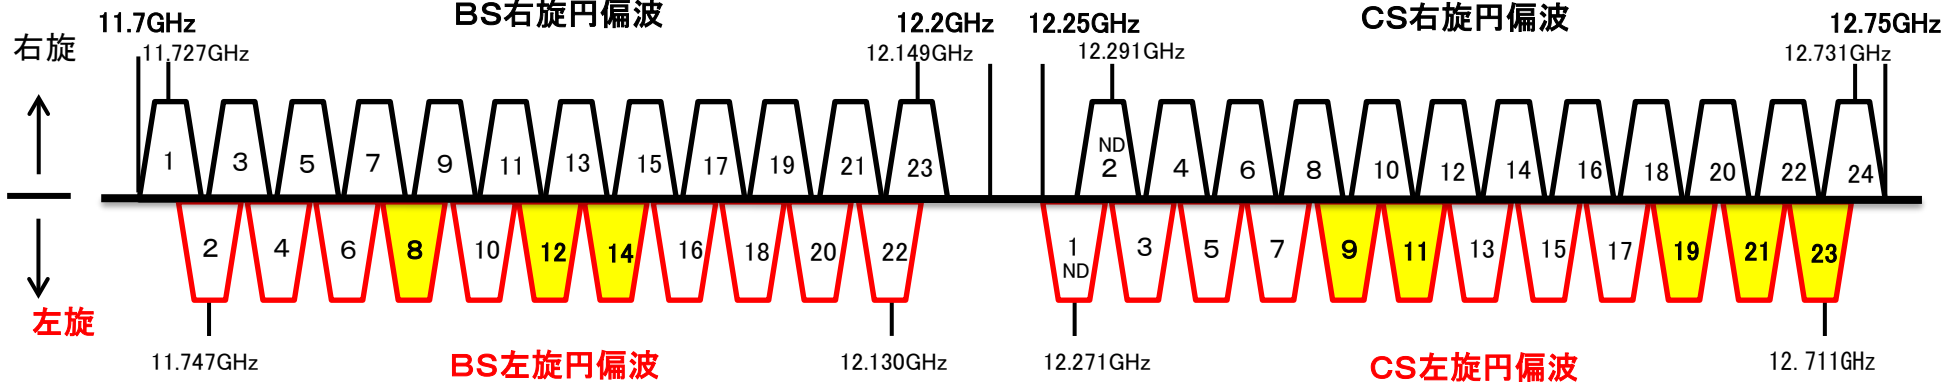 BS右旋円偏波 CS右旋円偏波
11.7GHz 12.2GHz 12.25GHz 12.75GHz
右旋 11.727GHz 12.149GHz 12.291GHz 12.731GHz
ND
1 3 5 7 9 11 13 15 17 19 21 23 2 4 6 8 10 12 14 16 18 20 22 24
2 4 6 8 10 12 14 16 18 20 22 1 3 5 7 9 11 13 15 17 19 21 23
ND
左旋
11.747GHz BS左旋円偏波 12.130GHz 12.271GHz CS左旋円偏波 12.711GHz